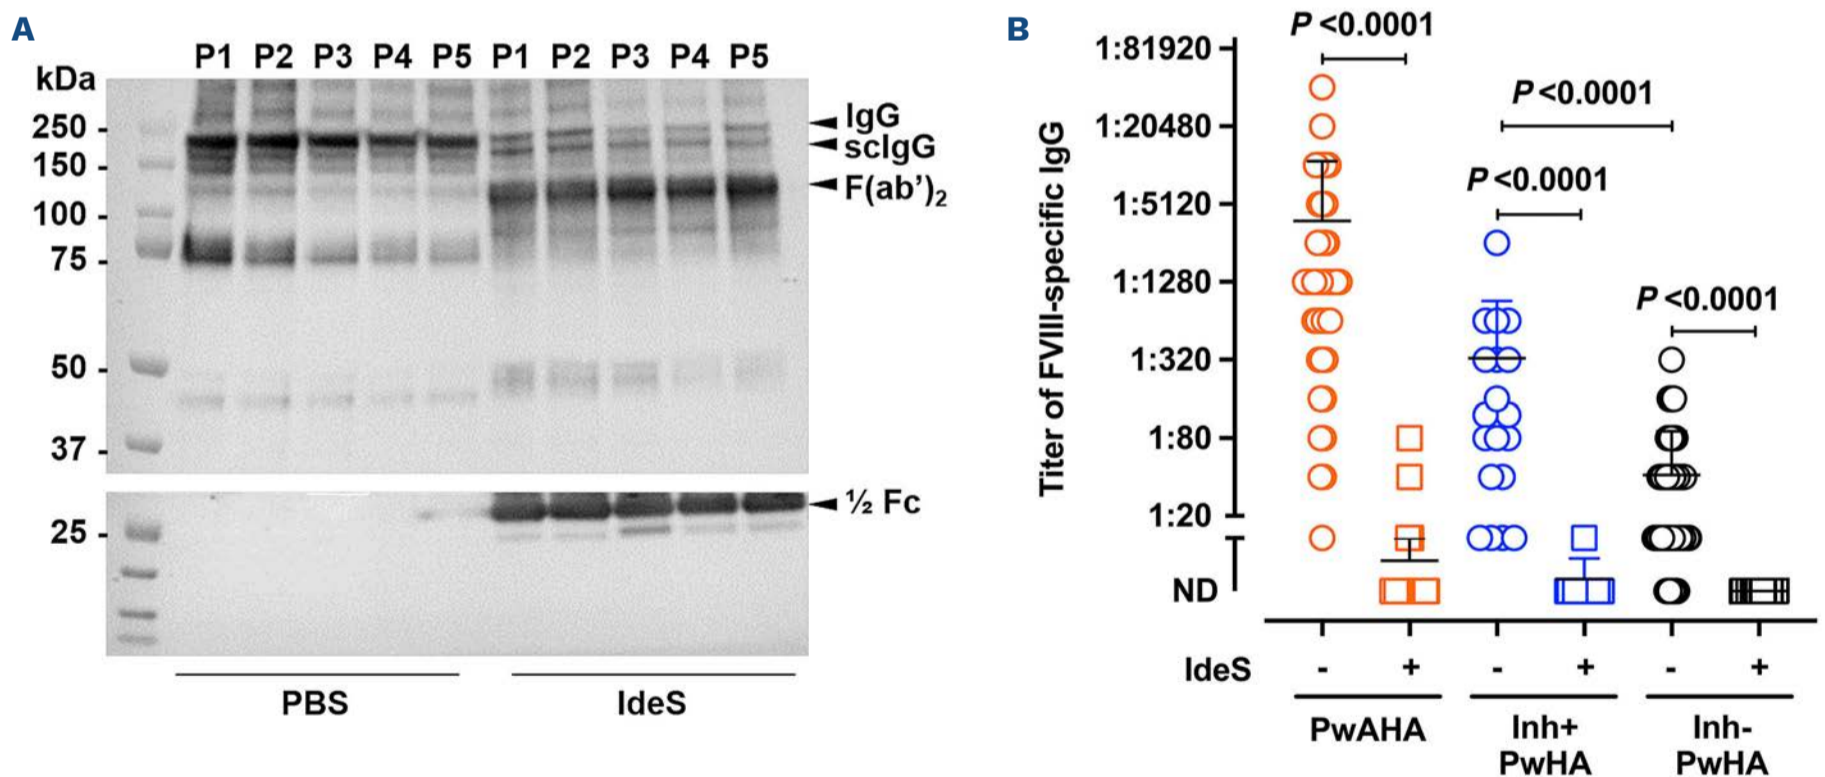 A
P1 P2 P3 P4 P5 P1 P2 P3 P4 P5
kDa
250
150
100
75
50
37
25
IgG
scIgG
F(ab’)₂
½ Fc
PBS IdeS
B
Titer of FVIII-specific IgG
1:81920
1:20480
1:5120
1:1280
1:320
1:80
1:20
ND
P <0.0001
P <0.0001
P <0.0001
P <0.0001
IdeS - + - + - +
PwAHA
Inh+
PwHA
Inh-
PwHA